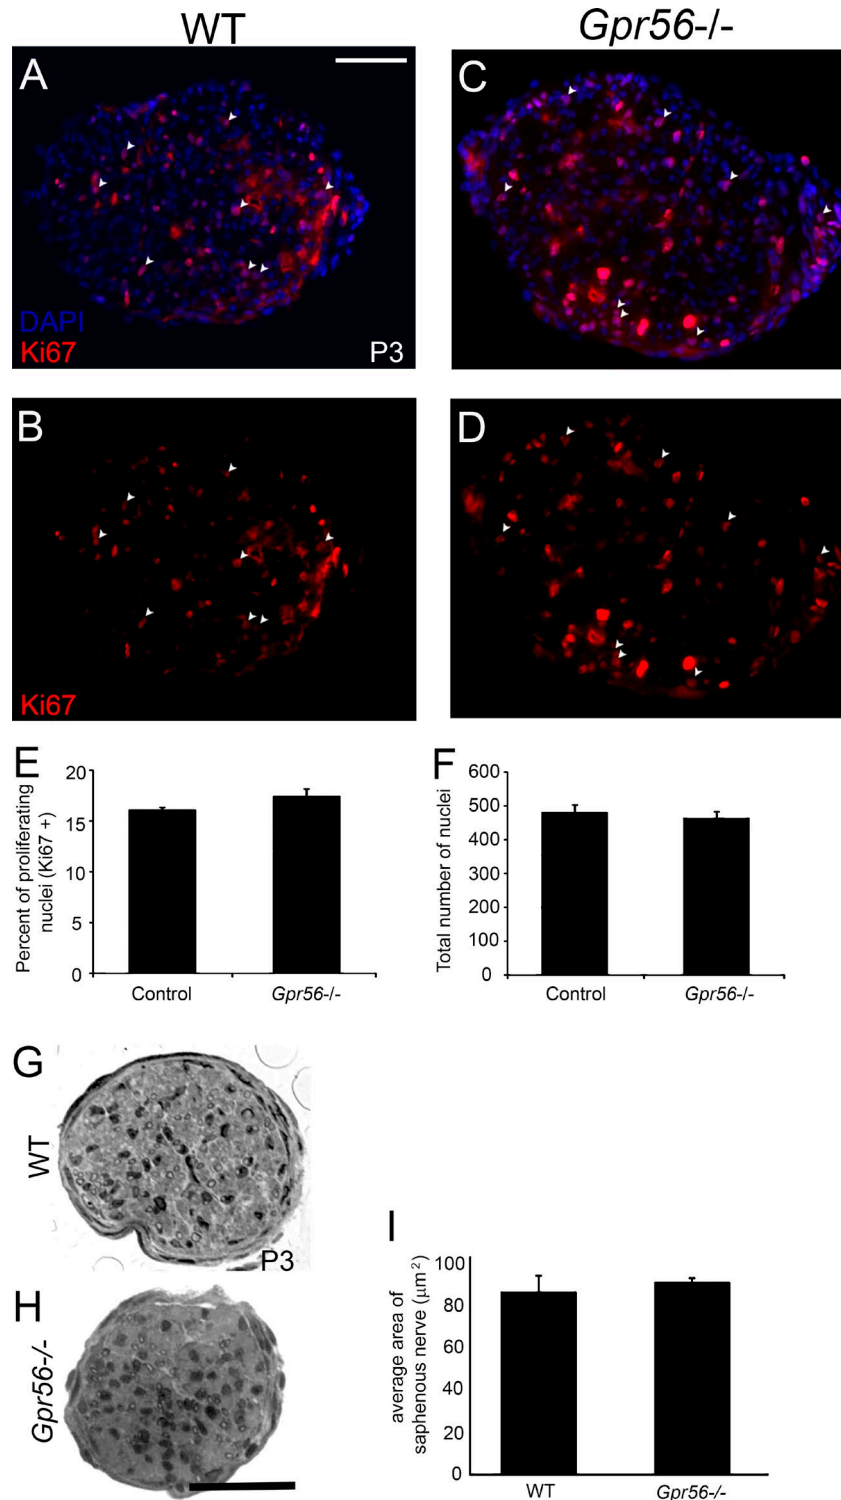 WT
Gpr56-/-
A
C
DAPI
Ki67
P3
B
D
Ki67
E
Percent of proliferating
nuclei (Ki67 +)
20
15
10
5
0
Control
Gpr56-/-
F
Total number of nuclei
600
500
400
300
200
100
0
Control
Gpr56-/-
G
WT
P3
H
Gpr56-/-
I
average area of
saphenous nerve (μm²)
100
80
60
40
20
0
WT
Gpr56-/-